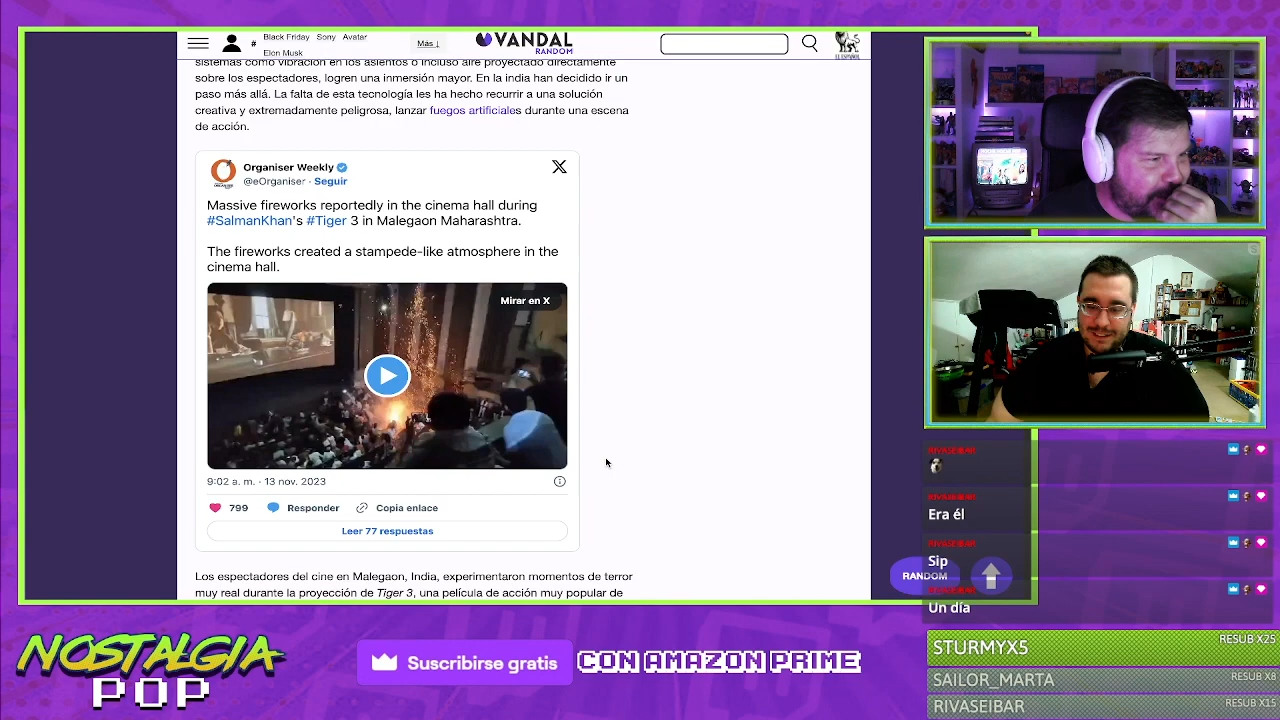 Black Friday Sony Avatar
#
Elon Musk
Más ↓
VANDAL
RANDOM
EL ESPAÑOL
sistemas como vibración en los asientos o incluso aire proyectado directamente
sobre los espectadores, logren una inmersión mayor. En la india han decidido ir un
paso más allá. La falta de esta tecnología les ha hecho recurrir a una solución
creativa y extremadamente peligrosa, lanzar fuegos artificiales durante una escena
de acción.
Organiser Weekly
@eOrganiser · Seguir
Massive fireworks reportedly in the cinema hall during
#SalmanKhan's #Tiger 3 in Malegaon Maharashtra.
The fireworks created a stampede-like atmosphere in the
cinema hall.
Mirar en X
9:02 a. m. · 13 nov. 2023
799 Responder Copia enlace
Leer 77 respuestas
Los espectadores del cine en Malegaon, India, experimentaron momentos de terror
muy real durante la proyección de Tiger 3, una película de acción muy popular de
RANDOM
RIVASEIBAR
RIVASEIBAR
Era él
RIVASEIBAR
Sip
RIVASEIBAR
Un día
STURMYX5 RESUB X25
SAILOR_MARTA RESUB X8
RIVASEIBAR RESUB X15
NOSTALGIA
POP
Suscribirse gratis
CON AMAZON PRIME